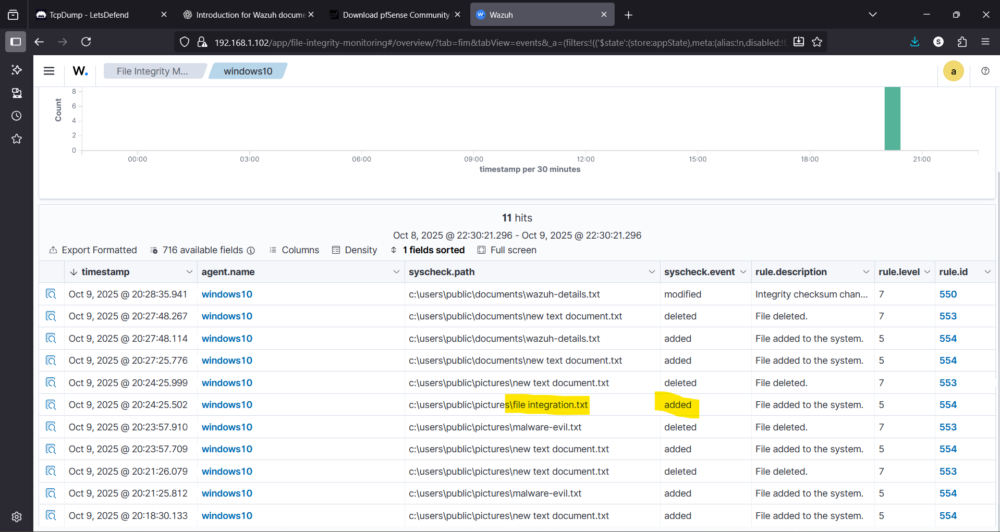 TcpDump - LetsDefend
Introduction for Wazuh docume
Download pfSense Community
W. Wazuh
192.168.1.102/app/file-integrity-monitoring#/overview/?tab=fim&tabView=events&_a=(filters:!(('$state':(store:appState),meta:(alias:!n,disabled:!f,
S
W.
File Integrity M...
windows10
a
Count
8
6
4
2
0
00:00 03:00 06:00 09:00 12:00 15:00 18:00 21:00
timestamp per 30 minutes
11 hits
Oct 8, 2025 @ 22:30:21.296 - Oct 9, 2025 @ 22:30:21.296
Export Formatted 716 available fields Columns Density 1 fields sorted Full screen
timestamp agent.name syscheck.path syscheck.event rule.description rule.level rule.id
Oct 9, 2025 @ 20:28:35.941 windows10 c:\users\public\documents\wazuh-details.txt modified Integrity checksum chan... 7 550
Oct 9, 2025 @ 20:27:48.267 windows10 c:\users\public\documents\new text document.txt deleted File deleted. 7 553
Oct 9, 2025 @ 20:27:48.114 windows10 c:\users\public\documents\wazuh-details.txt added File added to the system. 5 554
Oct 9, 2025 @ 20:27:25.776 windows10 c:\users\public\documents\new text document.txt added File added to the system. 5 554
Oct 9, 2025 @ 20:24:25.999 windows10 c:\users\public\pictures\new text document.txt deleted File deleted. 7 553
Oct 9, 2025 @ 20:24:25.502 windows10 c:\users\public\pictures\file integration.txt added File added to the system. 5 554
Oct 9, 2025 @ 20:23:57.910 windows10 c:\users\public\pictures\malware-evil.txt deleted File deleted. 7 553
Oct 9, 2025 @ 20:23:57.709 windows10 c:\users\public\pictures\new text document.txt added File added to the system. 5 554
Oct 9, 2025 @ 20:21:26.079 windows10 c:\users\public\pictures\new text document.txt deleted File deleted. 7 553
Oct 9, 2025 @ 20:21:25.812 windows10 c:\users\public\pictures\malware-evil.txt added File added to the system. 5 554
Oct 9, 2025 @ 20:18:30.133 windows10 c:\users\public\pictures\new text document.txt added File added to the system. 5 554